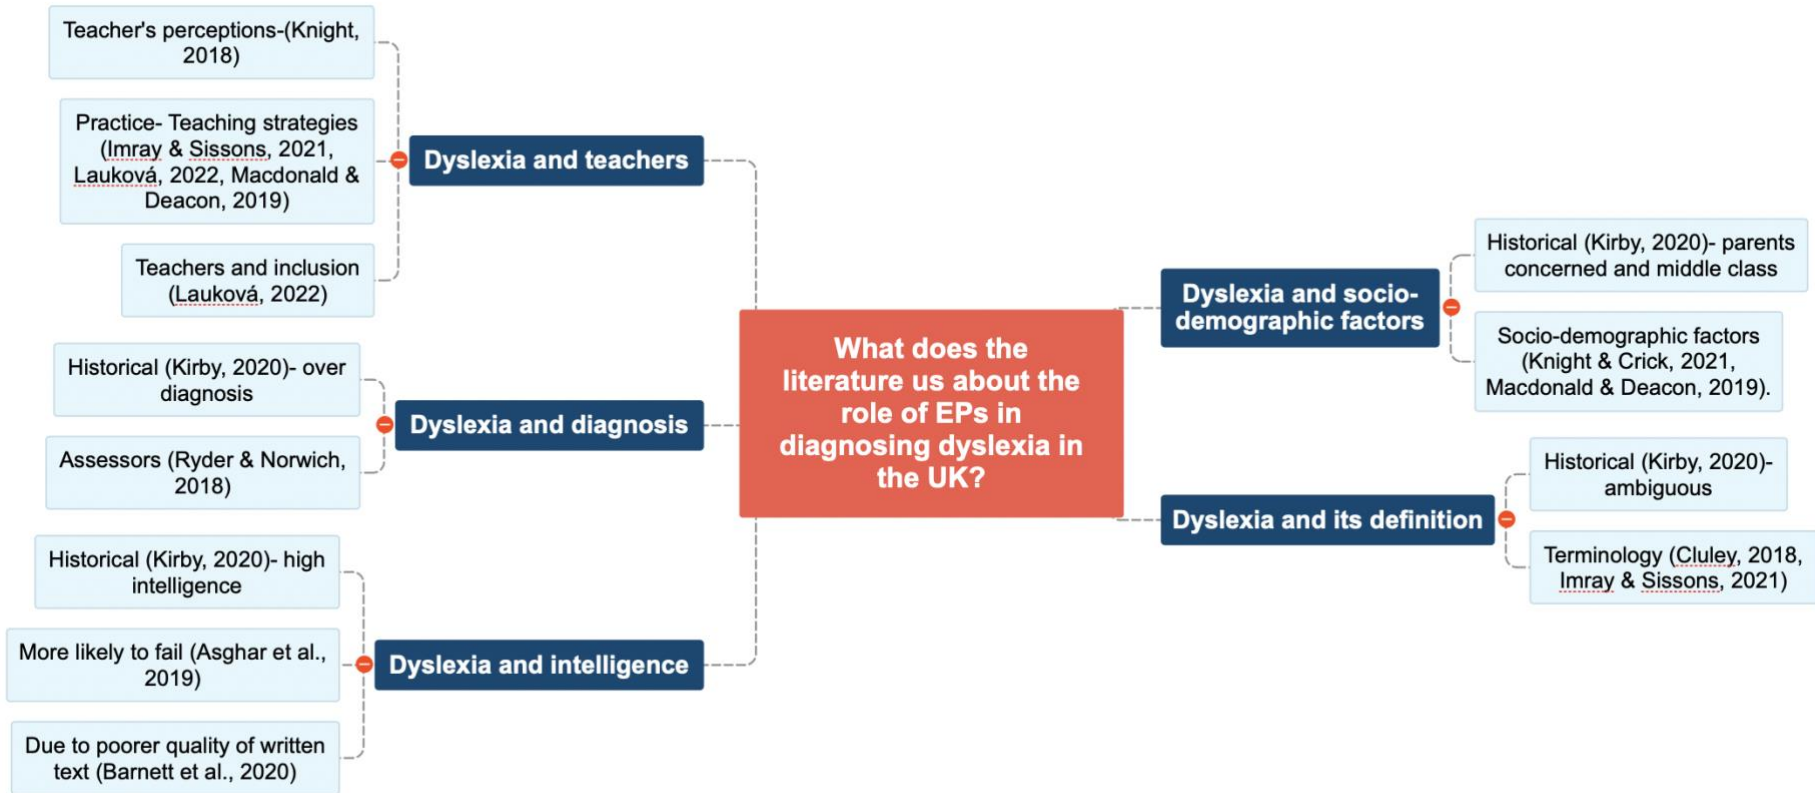 Teacher's perceptions-(Knight,
2018)
Practice- Teaching strategies
(Imray & Sissons, 2021,
Lauková, 2022, Macdonald &
Deacon, 2019)
Teachers and inclusion
(Lauková, 2022)
Dyslexia and teachers
Historical (Kirby, 2020)- over
diagnosis
Assessors (Ryder & Norwich,
2018)
Dyslexia and diagnosis
Historical (Kirby, 2020)- high
intelligence
More likely to fail (Asghar et al.,
2019)
Due to poorer quality of written
text (Barnett et al., 2020)
Dyslexia and intelligence
What does the
literature us about the
role of EPs in
diagnosing dyslexia in
the UK?
Dyslexia and socio-
demographic factors
Historical (Kirby, 2020)- parents
concerned and middle class
Socio-demographic factors
(Knight & Crick, 2021,
Macdonald & Deacon, 2019).
Dyslexia and its definition
Historical (Kirby, 2020)-
ambiguous
Terminology (Cluley, 2018,
Imray & Sissons, 2021)